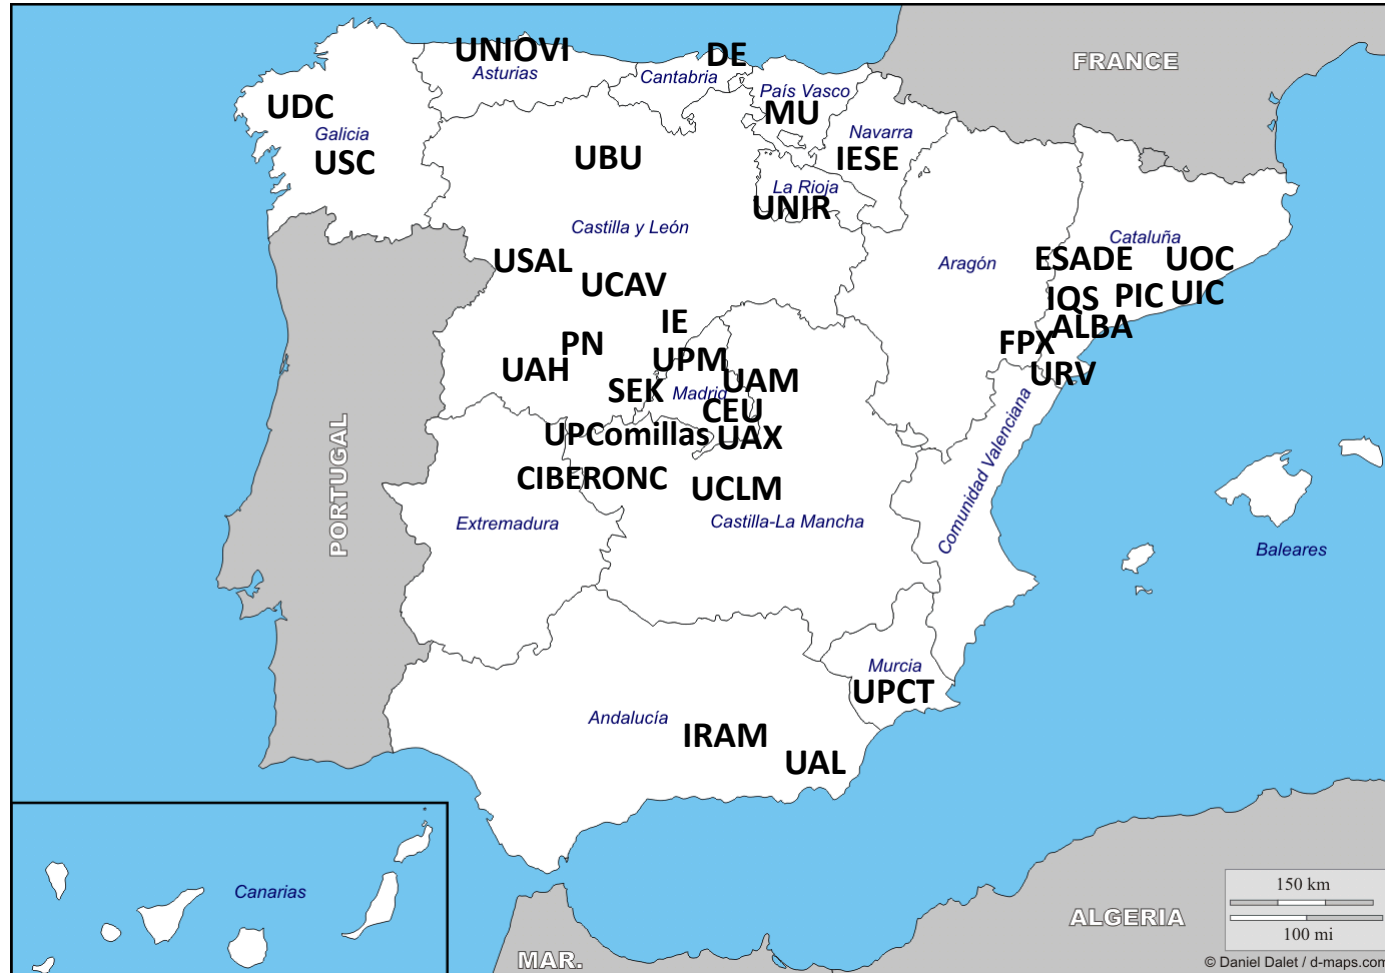 UNIOVI
DE
FRANCE
Asturias
Cantabria
País Vasco
UDC
MU
Galicia
Navarra
USC
UBU
IESE
La Rioja
UNIR
Castilla y León
Cataluña
USAL
Aragón
ESADE
UOC
UCAV
IQS
PIC
UIC
IE
ALBA
PN
FPX
UAH
UPM
URV
SEK
Madrid
UAM
CEU
UPComillas
UAX
PORTUGAL
CIBERONC
UCLM
Comunidad Valenciana
Extremadura
Castilla-La Mancha
Baleares
Murcia
UPCT
Andalucía
IRAM
UAL
Canarias
150 km
ALGERIA
100 mi
MAR.
© Daniel Dalet / d-maps.com